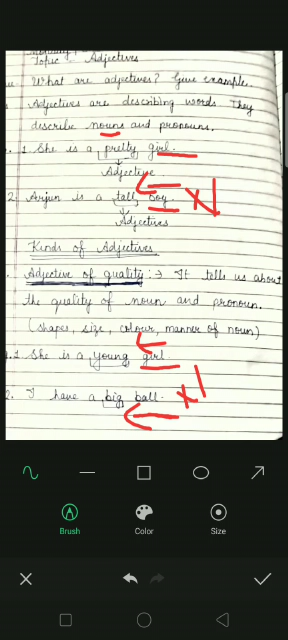 Topic - Adjectives
What are adjectives? Give example.
Adjectives are describing words. They
describe nouns and pronouns.
1. She is a pretty girl.
Adjective
2. Arjun is a tall boy.
Adjectives
Kinds of Adjectives
Adjective of quality :→ It tells us about
the quality of noun and pronoun.
(shapes, size, colour, manner of noun)
1. She is a young girl.
2. I have a big ball.
Brush
Color
Size